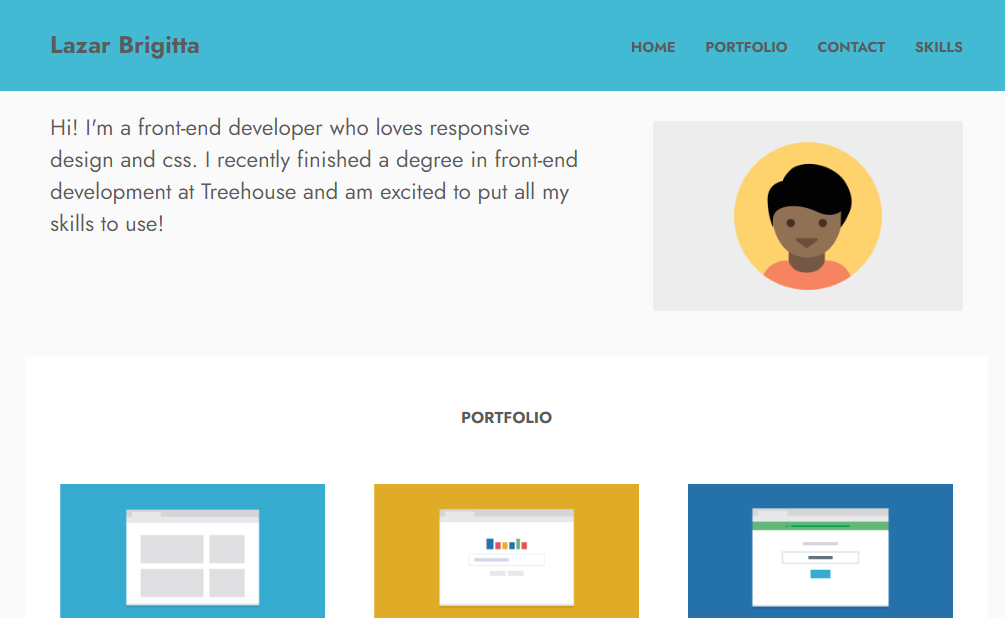 Lazar Brigitta
HOME PORTFOLIO CONTACT SKILLS
Hi! I'm a front-end developer who loves responsive
design and css. I recently finished a degree in front-end
development at Treehouse and am excited to put all my
skills to use!
PORTFOLIO